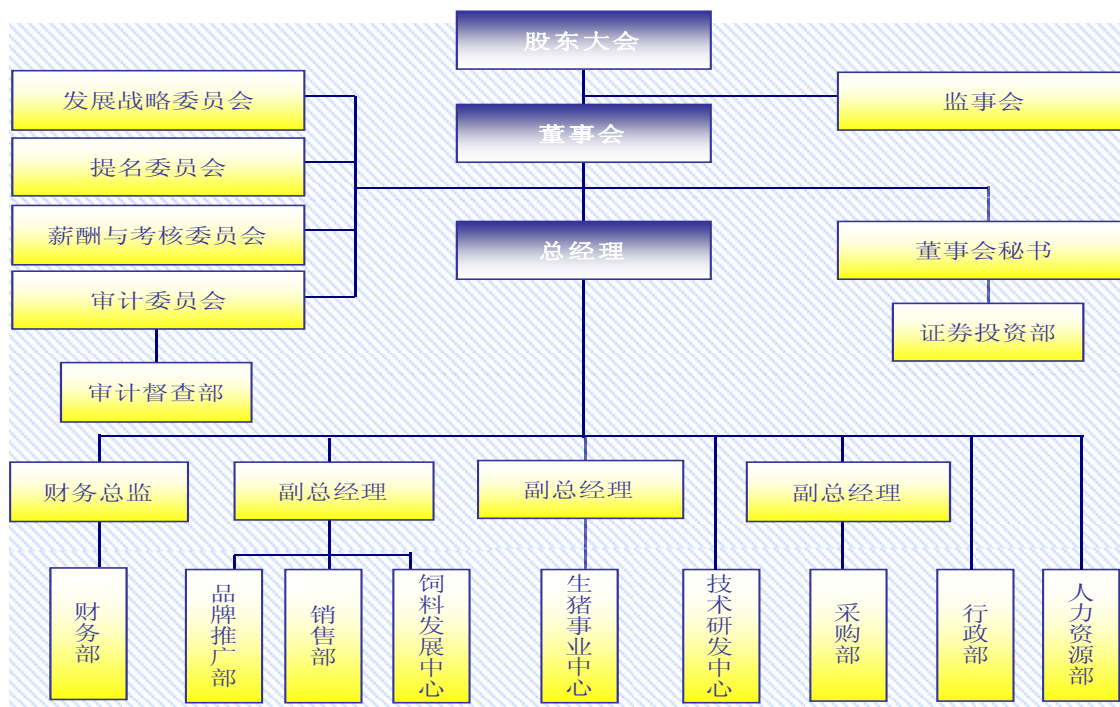 股东大会
发展战略委员会
监事会
董事会
提名委员会
薪酬与考核委员会
总经理
董事会秘书
审计委员会
证券投资部
审计督查部
财务总监
副总经理
副总经理
副总经理
财务部
品牌推广部
销售部
饲料发展中心
生猪事业中心
技术研发中心
采购部
行政部
人力资源部